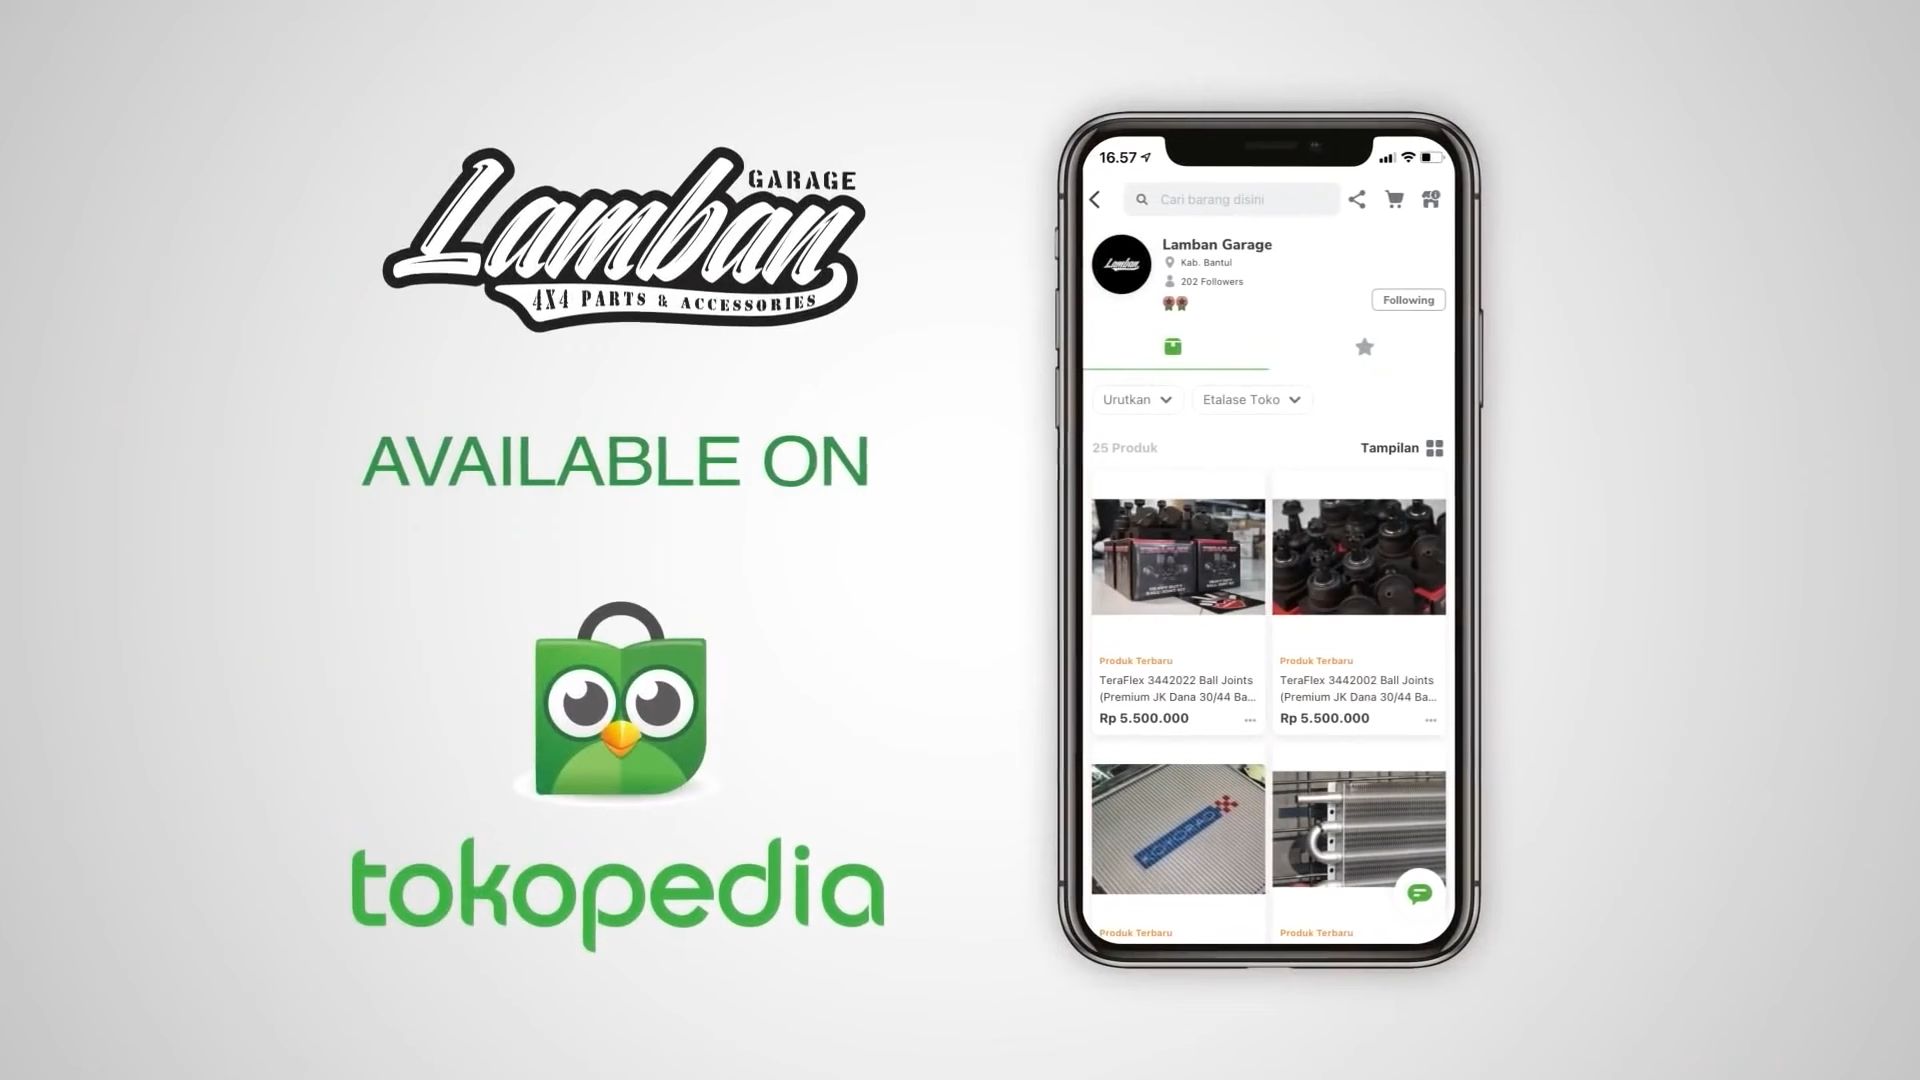 Lamban
GARAGE
4X4 PARTS & ACCESSORIES
AVAILABLE ON
tokopedia
16.57
Cari barang disini
Lamban
Lamban Garage
Kab. Bantul
202 Followers
Following
Urutkan
Etalase Toko
25 Produk
Tampilan
Produk Terbaru
TeraFlex 3442022 Ball Joints
(Premium JK Dana 30/44 Ba...
Rp 5.500.000
Produk Terbaru
TeraFlex 3442002 Ball Joints
(Premium JK Dana 30/44 Ba...
Rp 5.500.000
KOYORAD
Produk Terbaru
Produk Terbaru